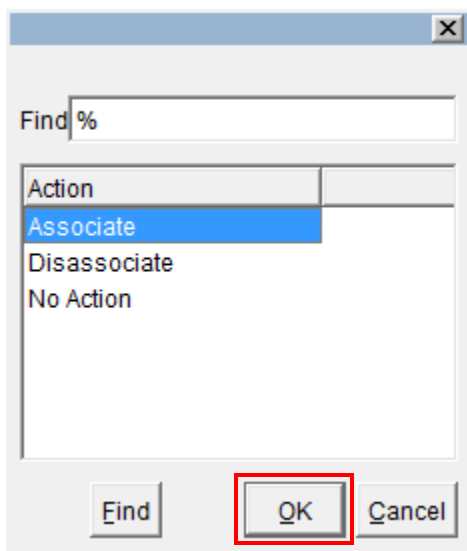 Find %
Action
Associate
Disassociate
No Action
Find OK Cancel